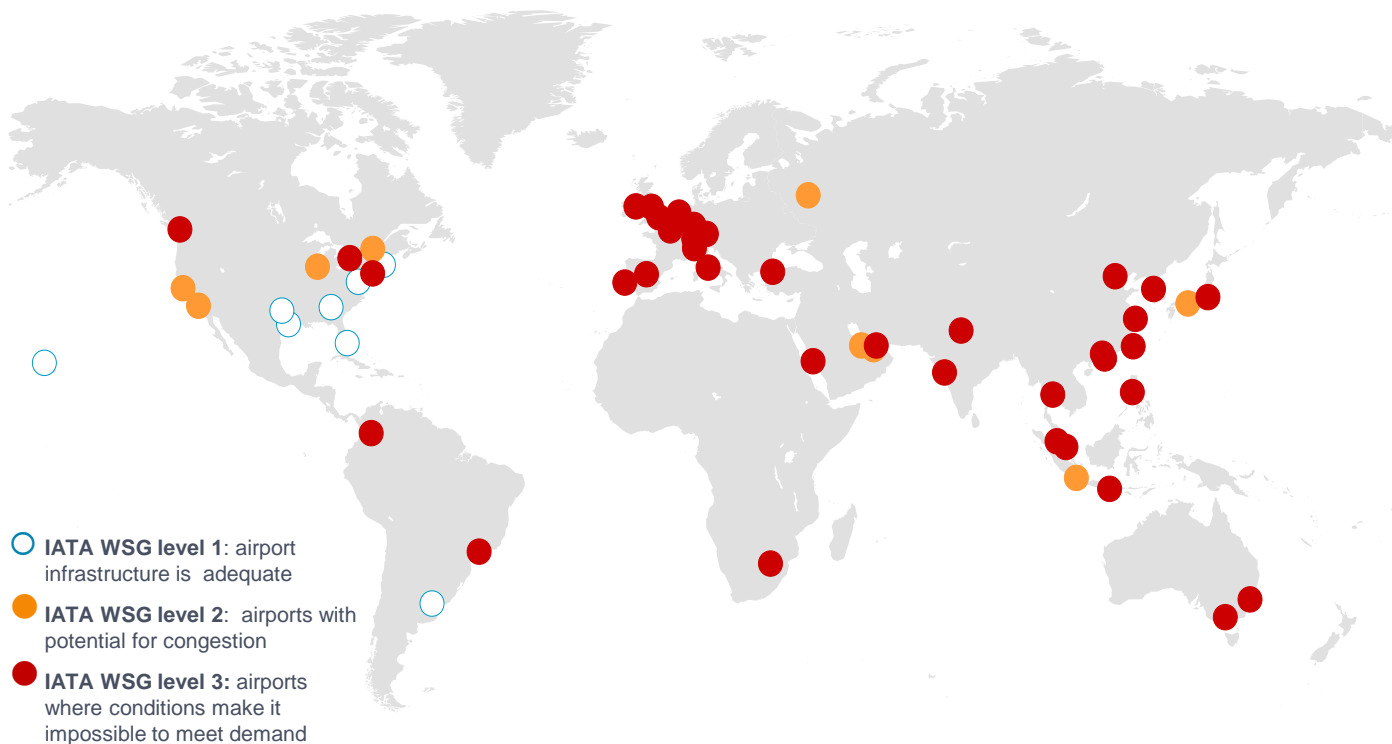 IATA WSG level 1: airport
infrastructure is  adequate
IATA WSG level 2:  airports with
potential for congestion
IATA WSG level 3: airports
where conditions make it
impossible to meet demand